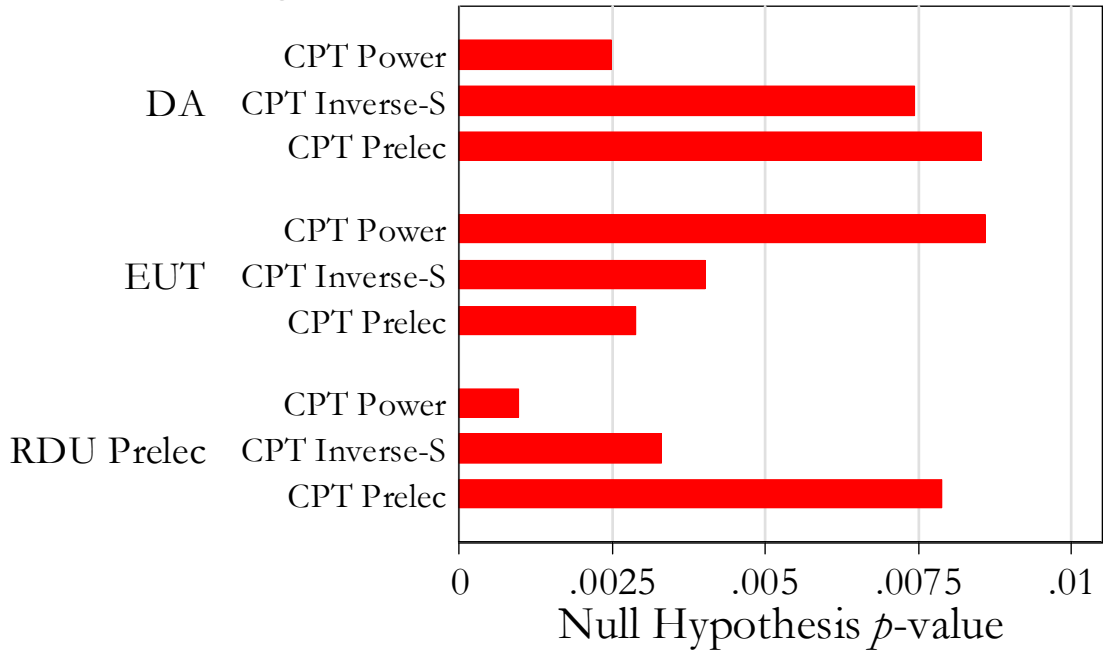 CPT Power
DA CPT Inverse-S
CPT Prelec
CPT Power
EUT CPT Inverse-S
CPT Prelec
CPT Power
RDU Prelec CPT Inverse-S
CPT Prelec
0 .0025 .005 .0075 .01
Null Hypothesis p-value